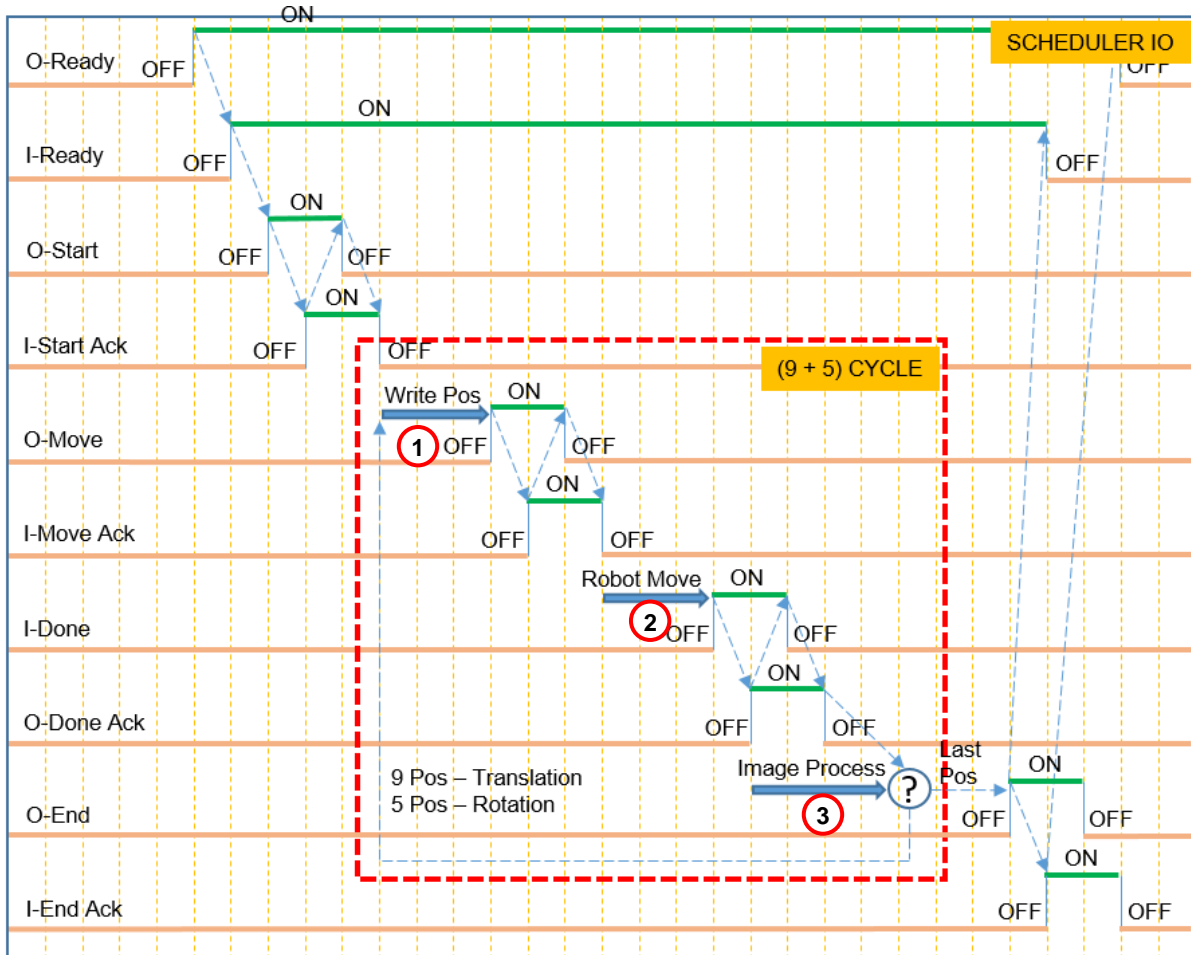 ON
SCHEDULER IO
O-Ready
OFF
OFF
ON
I-Ready
OFF
OFF
ON
O-Start
OFF
OFF
ON
I-Start Ack
OFF
OFF
(9 + 5) CYCLE
Write Pos
ON
O-Move
1
OFF
OFF
ON
I-Move Ack
OFF
OFF
Robot Move
ON
I-Done
2
OFF
OFF
ON
O-Done Ack
OFF
OFF
Last
Pos
Image Process
?
ON
9 Pos – Translation
5 Pos – Rotation
3
O-End
OFF
OFF
ON
I-End Ack
OFF
OFF